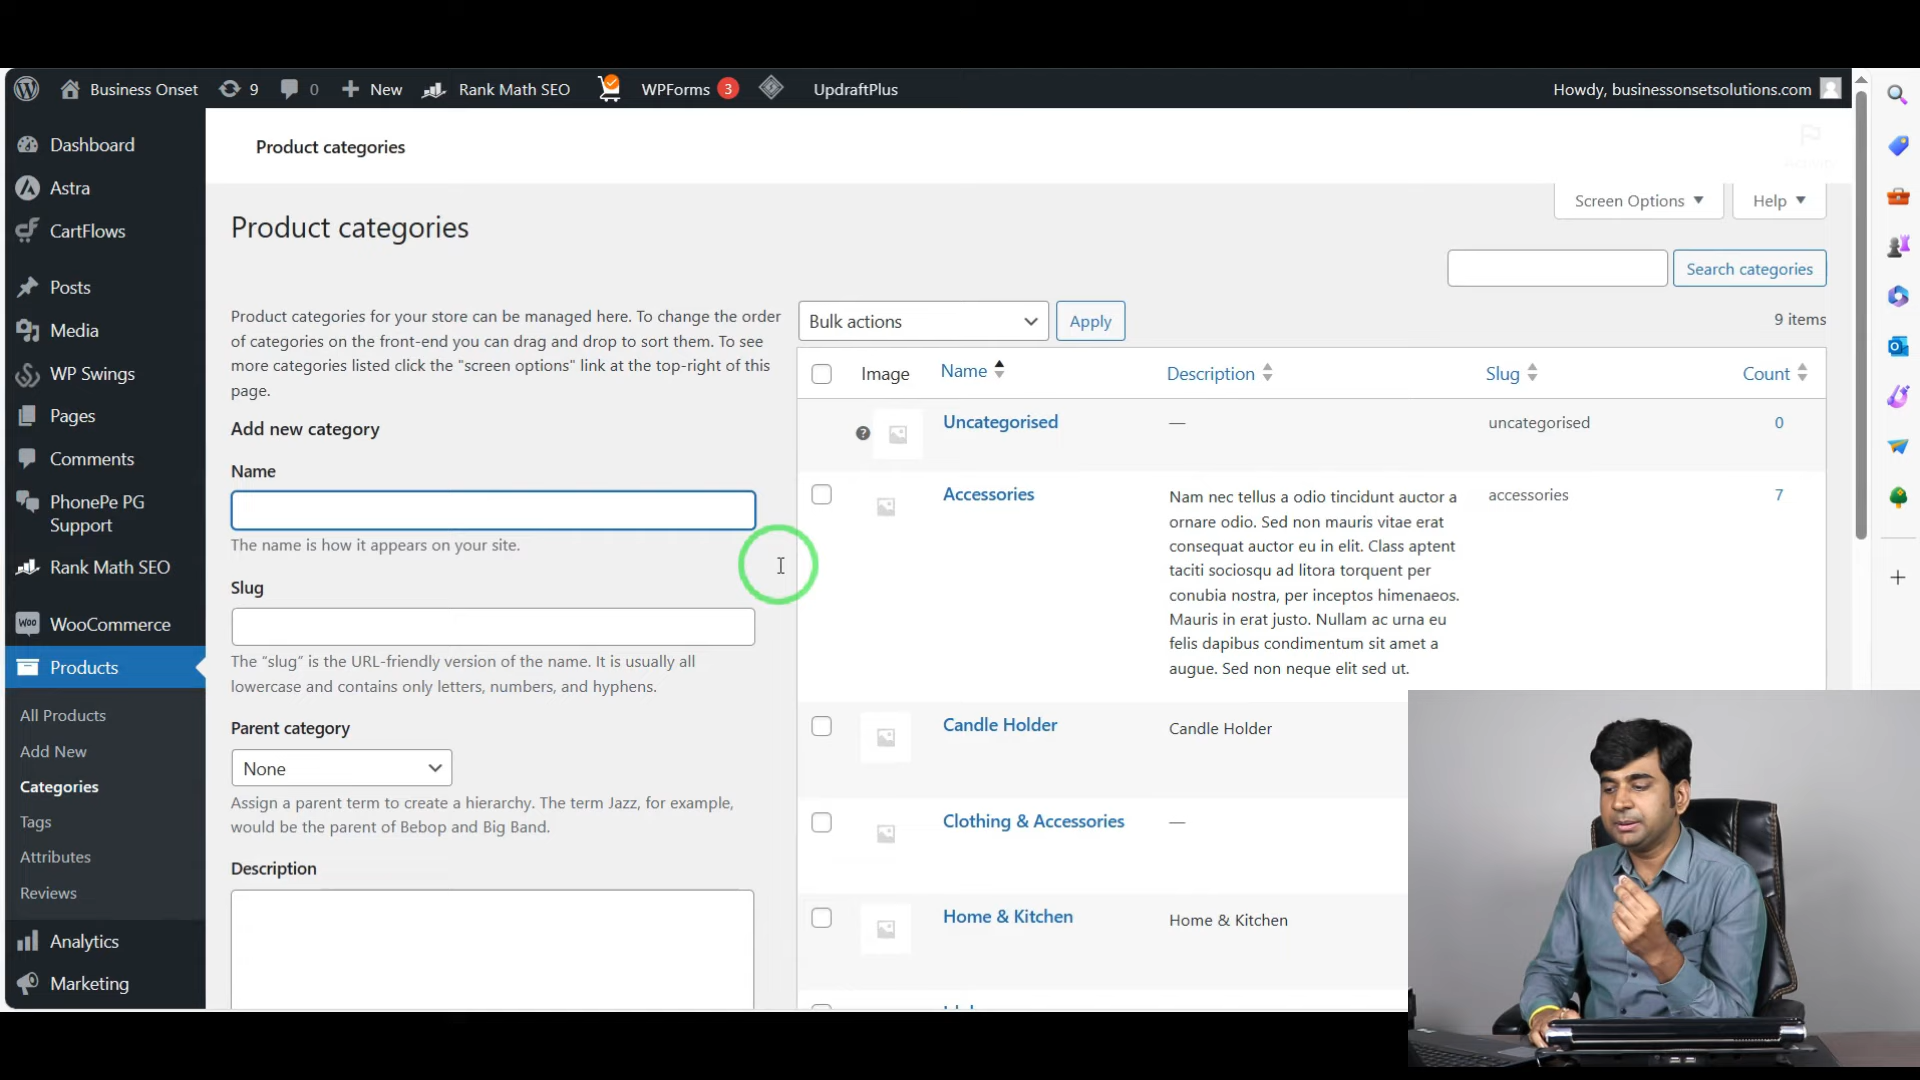 Business Onset 9 0 New Rank Math SEO WPForms 3 UpdraftPlus Howdy, businessonsetsolutions.com
Dashboard
Astra
CartFlows
Posts
Media
WP Swings
Pages
Comments
PhonePe PG
Support
Rank Math SEO
WooCommerce
Products
All Products
Add New
Categories
Tags
Attributes
Reviews
Analytics
Marketing
Product categories
Screen Options
Help
Product categories
Search categories
Product categories for your store can be managed here. To change the order
of categories on the front-end you can drag and drop to sort them. To see
more categories listed click the "screen options" link at the top-right of this
page.
Add new category
Name
The name is how it appears on your site.
Slug
The “slug” is the URL-friendly version of the name. It is usually all
lowercase and contains only letters, numbers, and hyphens.
Parent category
None
Assign a parent term to create a hierarchy. The term Jazz, for example,
would be the parent of Bebop and Big Band.
Description
Bulk actions Apply 9 items
Image Name Description Slug Count
Uncategorised — uncategorised 0
Accessories Nam nec tellus a odio tincidunt auctor a accessories 7
ornare odio. Sed non mauris vitae erat
consequat auctor eu in elit. Class aptent
taciti sociosqu ad litora torquent per
conubia nostra, per inceptos himenaeos.
Mauris in erat justo. Nullam ac urna eu
felis dapibus condimentum sit amet a
augue. Sed non neque elit sed ut.
Candle Holder Candle Holder
Clothing & Accessories —
Home & Kitchen Home & Kitchen